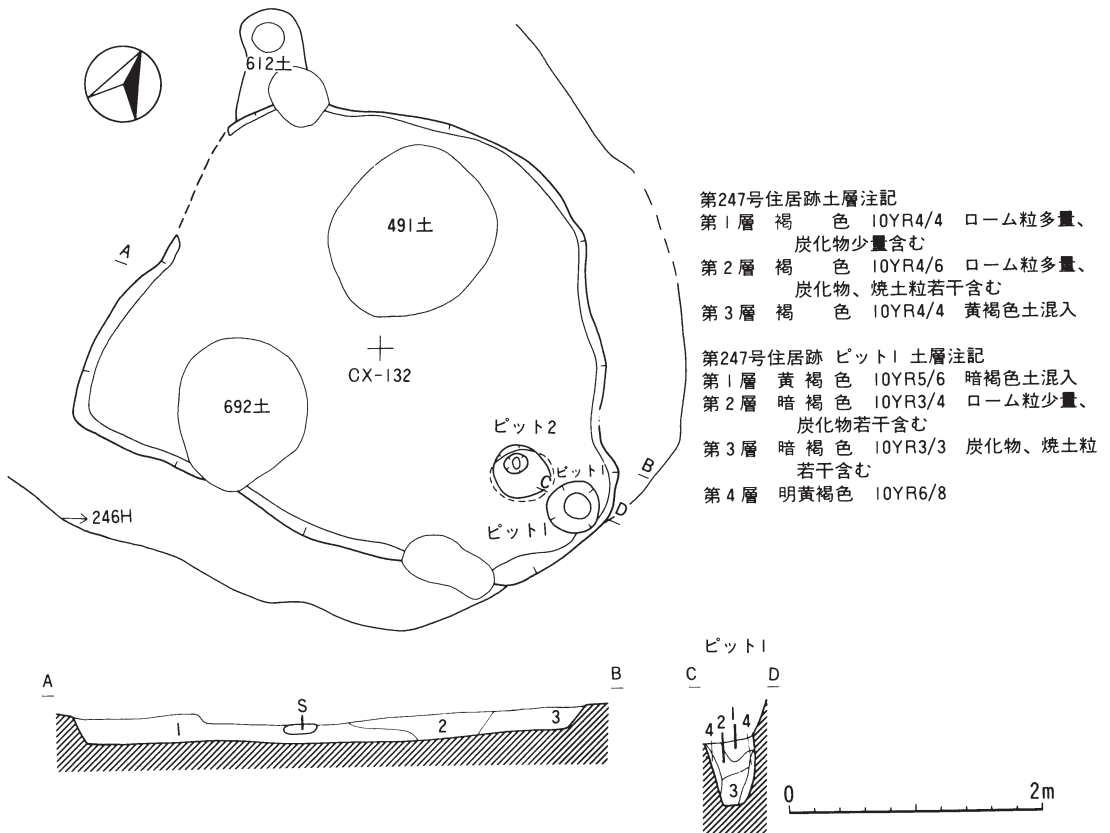 612土
491土
A
CX-132
692土
ピット2
ピット1
C
B
D
ピット1
→246H
第247号住居跡土層注記
第1層 褐 色 10YR4/4 ローム粒多量、
炭化物少量含む
第2層 褐 色 10YR4/6 ローム粒多量、
炭化物、焼土粒若干含む
第3層 褐 色 10YR4/4 黄褐色土混入
第247号住居跡 ピット1 土層注記
第1層 黄褐色 10YR5/6 暗褐色土混入
第2層 暗褐色 10YR3/4 ローム粒少量、
炭化物若干含む
第3層 暗褐色 10YR3/3 炭化物、焼土粒
若干含む
第4層 明黄褐色 10YR6/8
A
B
S
1
2
3
ピット1
C D
1
4 2 4
3
0 2m